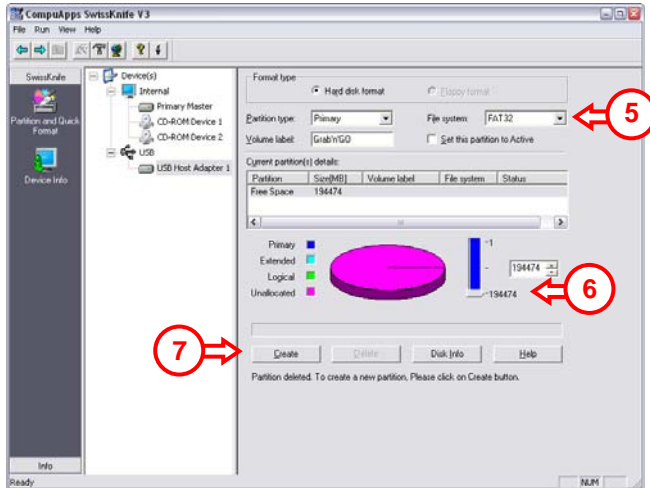 CompuApps SwissKnife V3
File Run View Help
SwissKnife
Partition and Quick Format
Device Info
Info
Device(s)
Internal
Primary Master
CD-ROM Device 1
CD-ROM Device 2
USB
USB Host Adapter 1
Format type
Hard disk format
Floppy format
Partition type: Primary
File system: FAT32
5
Volume label: Grab'n'GO
Set this partition to Active
Current partition(s) details:
Partition Size(MB) Volume label File system Status
Free Space 194474
Primary
Extended
Logical
Unallocated
-1
-
194474
-194474
6
7
Create Delete Disk Info Help
Partition deleted. To create a new partition, Please click on Create button.
Ready
NUM